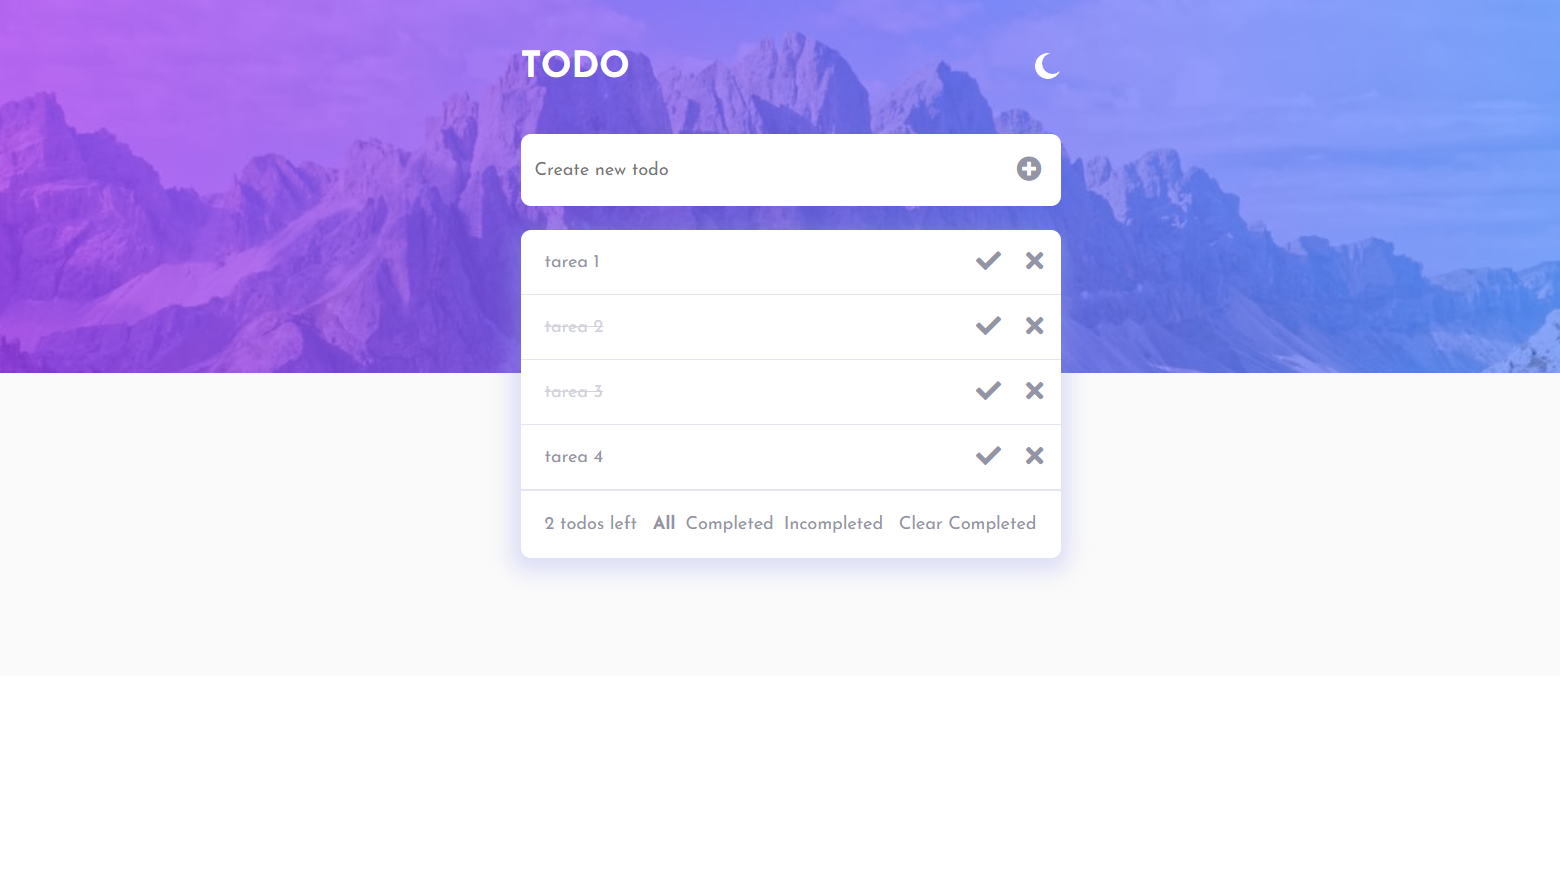 TODO
Create new todo
tarea 1
tarea 2
tarea 3
tarea 4
2 todos left All Completed Incompleted Clear Completed